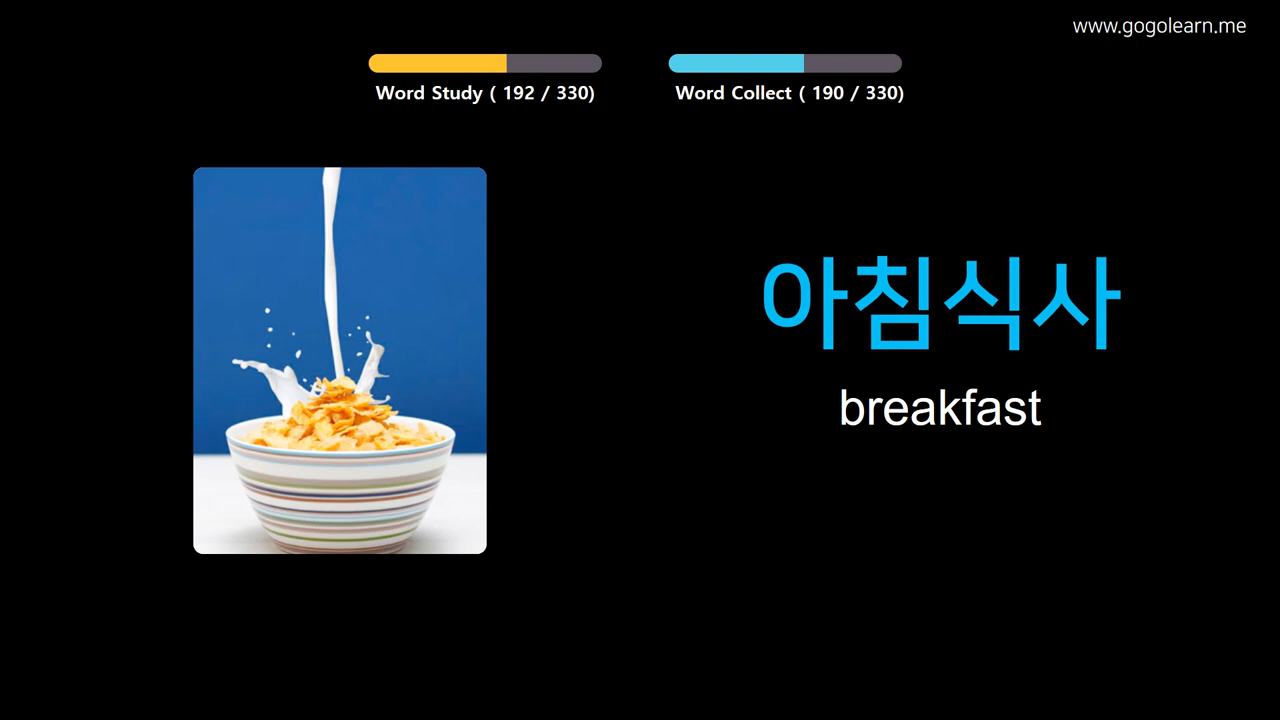 www.gogolearn.me
Word Study ( 192 / 330)
Word Collect ( 190 / 330)
아침식사
breakfast